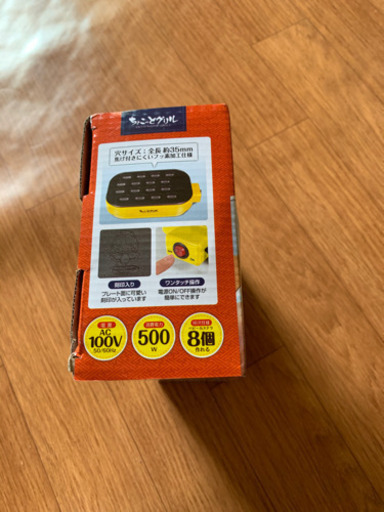 ちょこっとグリル
穴サイズ：全長 約35mm
焦げ付きにくいフッ素加工仕様
刻印入り
プレート面に可愛い
刻印が入っています
ワンタッチ操作
電源ON/OFF操作が
簡単にできます
電源
AC
100V
50/60Hz
消費電力
500
W
8個
作れる